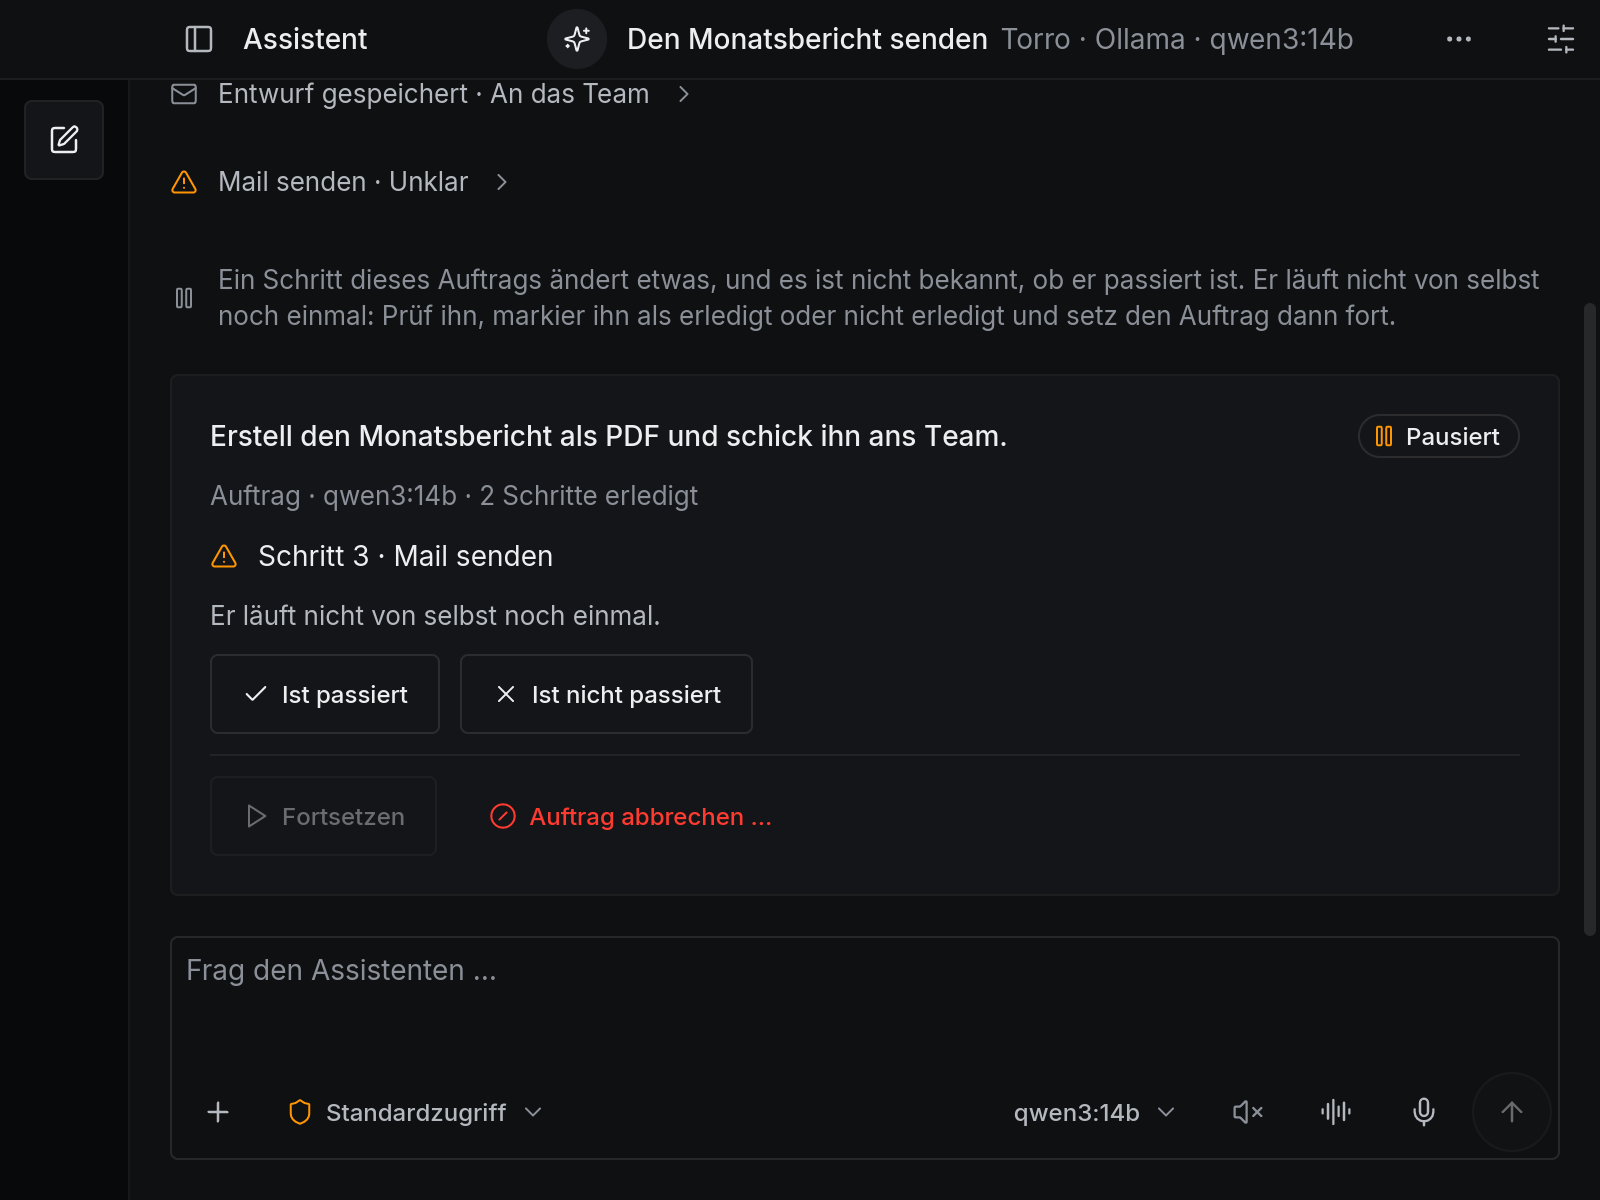 Assistent
Den Monatsbericht senden Torro · Ollama · qwen3:14b
Entwurf gespeichert · An das Team
Mail senden · Unklar
Ein Schritt dieses Auftrags ändert etwas, und es ist nicht bekannt, ob er passiert ist. Er läuft nicht von selbst
noch einmal: Prüf ihn, markier ihn als erledigt oder nicht erledigt und setz den Auftrag dann fort.
Erstell den Monatsbericht als PDF und schick ihn ans Team.
Pausiert
Auftrag · qwen3:14b · 2 Schritte erledigt
Schritt 3 · Mail senden
Er läuft nicht von selbst noch einmal.
Ist passiert
Ist nicht passiert
Fortsetzen
Auftrag abbrechen ...
Frag den Assistenten ...
Standardzugriff
qwen3:14b